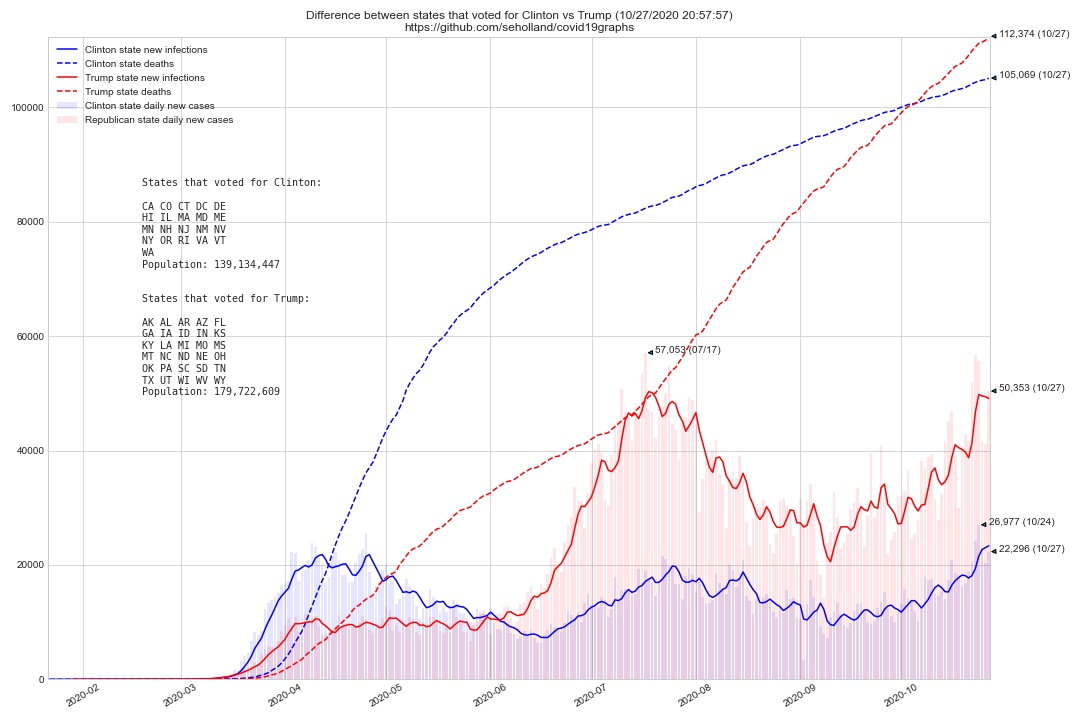 Difference between states that voted for Clinton vs Trump (10/27/2020 20:57:57)
https://github.com/seholland/covid19graphs
Clinton state new infections
Clinton state deaths
Trump state new infections
Trump state deaths
Clinton state daily new cases
Republican state daily new cases
112,374 (10/27)
105,069 (10/27)
100000
States that voted for Clinton:
CA CO CT DC DE
HI IL MA MD ME
MN NH NJ NM NV
NY OR RI VA VT
WA
Population: 139,134,447
80000
States that voted for Trump:
AK AL AR AZ FL
GA IA ID IN KS
KY LA MI MO MS
MT NC ND NE OH
OK PA SC SD TN
TX UT WI WV WY
Population: 179,722,609
60000
57,053 (07/17)
50,353 (10/27)
40000
26,977 (10/24)
22,296 (10/27)
20000
0
2020-02
2020-03
2020-04
2020-05
2020-06
2020-07
2020-08
2020-09
2020-10